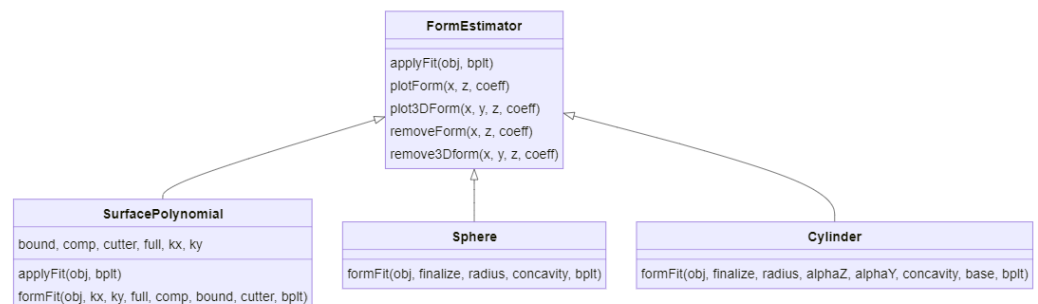 FormEstimator
applyFit(obj, bplt)
plotForm(x, z, coeff)
plot3DForm(x, y, z, coeff)
removeForm(x, z, coeff)
remove3Dform(x, y, z, coeff)
SurfacePolynomial
bound, comp, cutter, full, kx, ky
applyFit(obj, bplt)
formFit(obj, kx, ky, full, comp, bound, cutter, bplt)
Sphere
formFit(obj, finalize, radius, concavity, bplt)
Cylinder
formFit(obj, finalize, radius, alphaZ, alphaY, concavity, base, bplt)